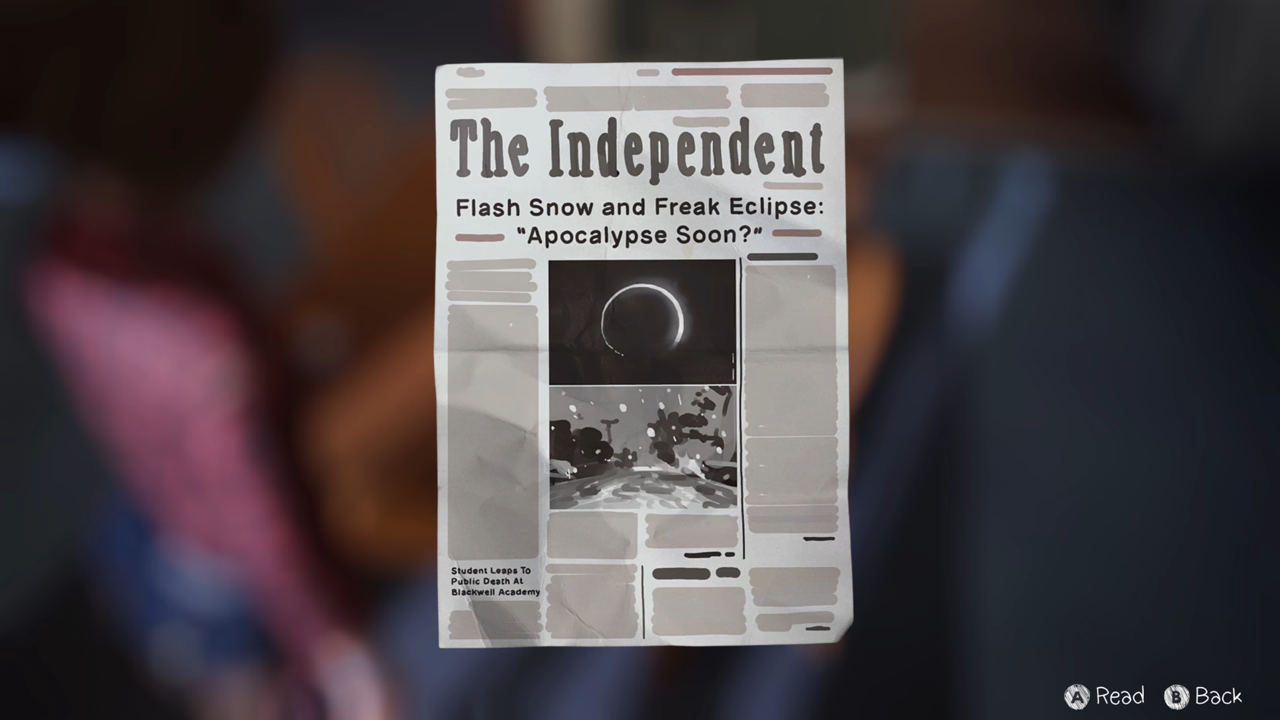 The Independent
Flash Snow and Freak Eclipse:
"Apocalypse Soon?"
Student Leaps To
Public Death At
Blackwell Academy
A Read B Back